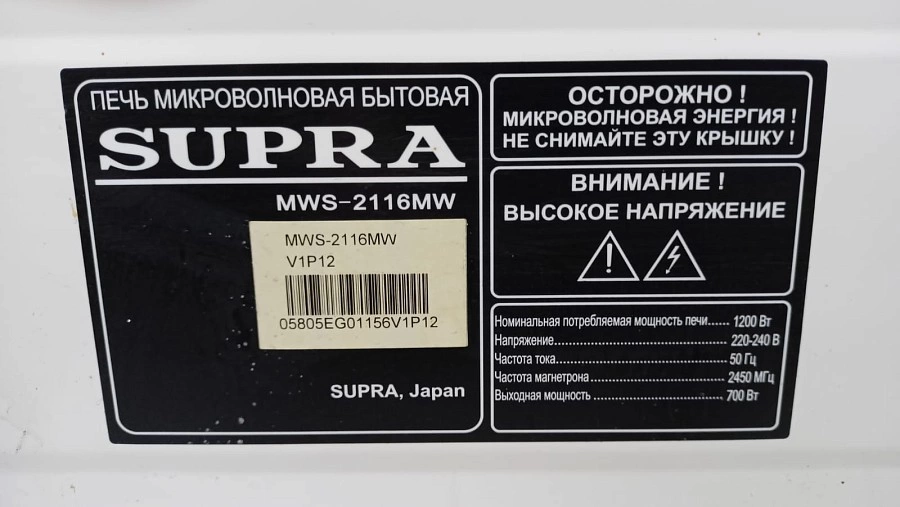 ПЕЧЬ МИКРОВОЛНОВАЯ БЫТОВАЯ
SUPRA
MWS-2116MW
MWS-2116MW
V1P12
05805EG01156V1P12
SUPRA, Japan
ОСТОРОЖНО !
МИКРОВОЛНОВАЯ ЭНЕРГИЯ !
НЕ СНИМАЙТЕ ЭТУ КРЫШКУ !
ВНИМАНИЕ !
ВЫСОКОЕ НАПРЯЖЕНИЕ
Номинальная потребляемая мощность печи...... 1200 Вт
Напряжение................................ 220-240 В
Частота тока.............................. 50 Гц
Частота магнетрона........................ 2450 МГц
Выходная мощность ........................ 700 Вт